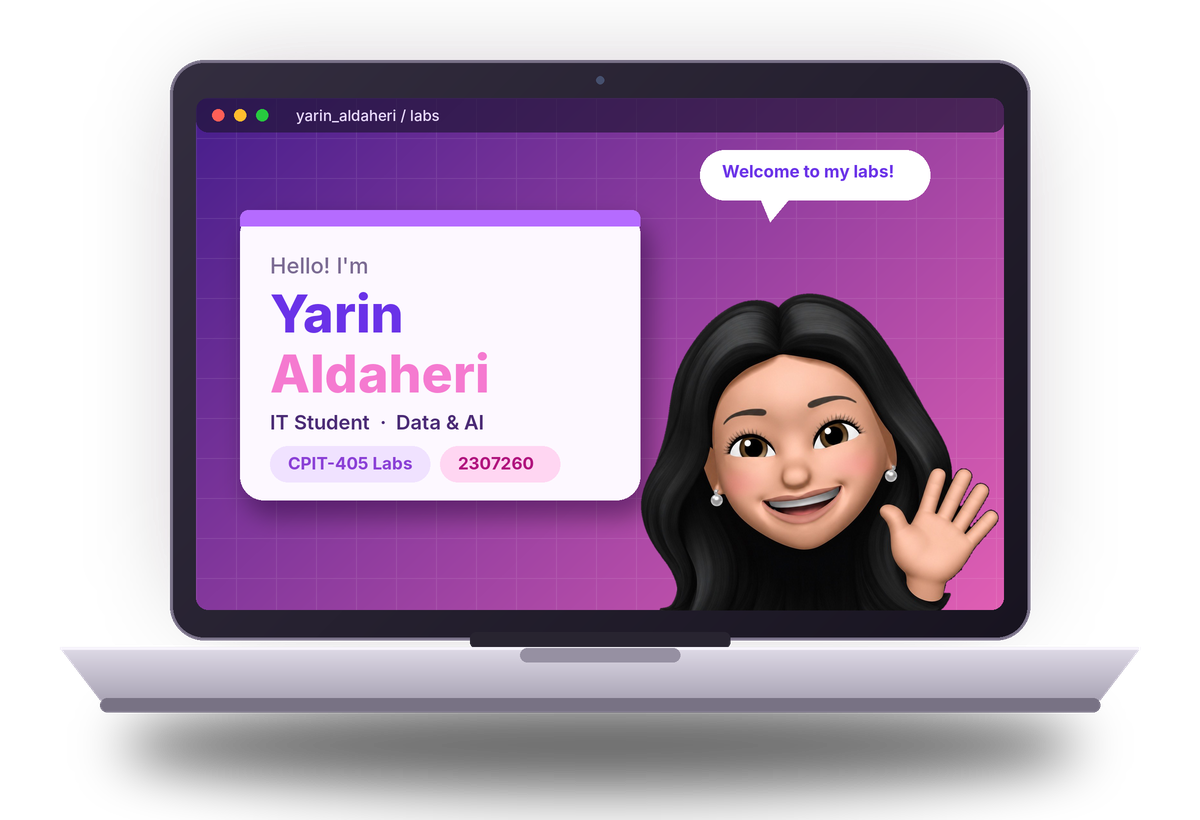 yarin_aldaheri / labs
Welcome to my labs!
Hello! I'm
Yarin
Aldaheri
IT Student · Data & AI
CPIT-405 Labs
2307260